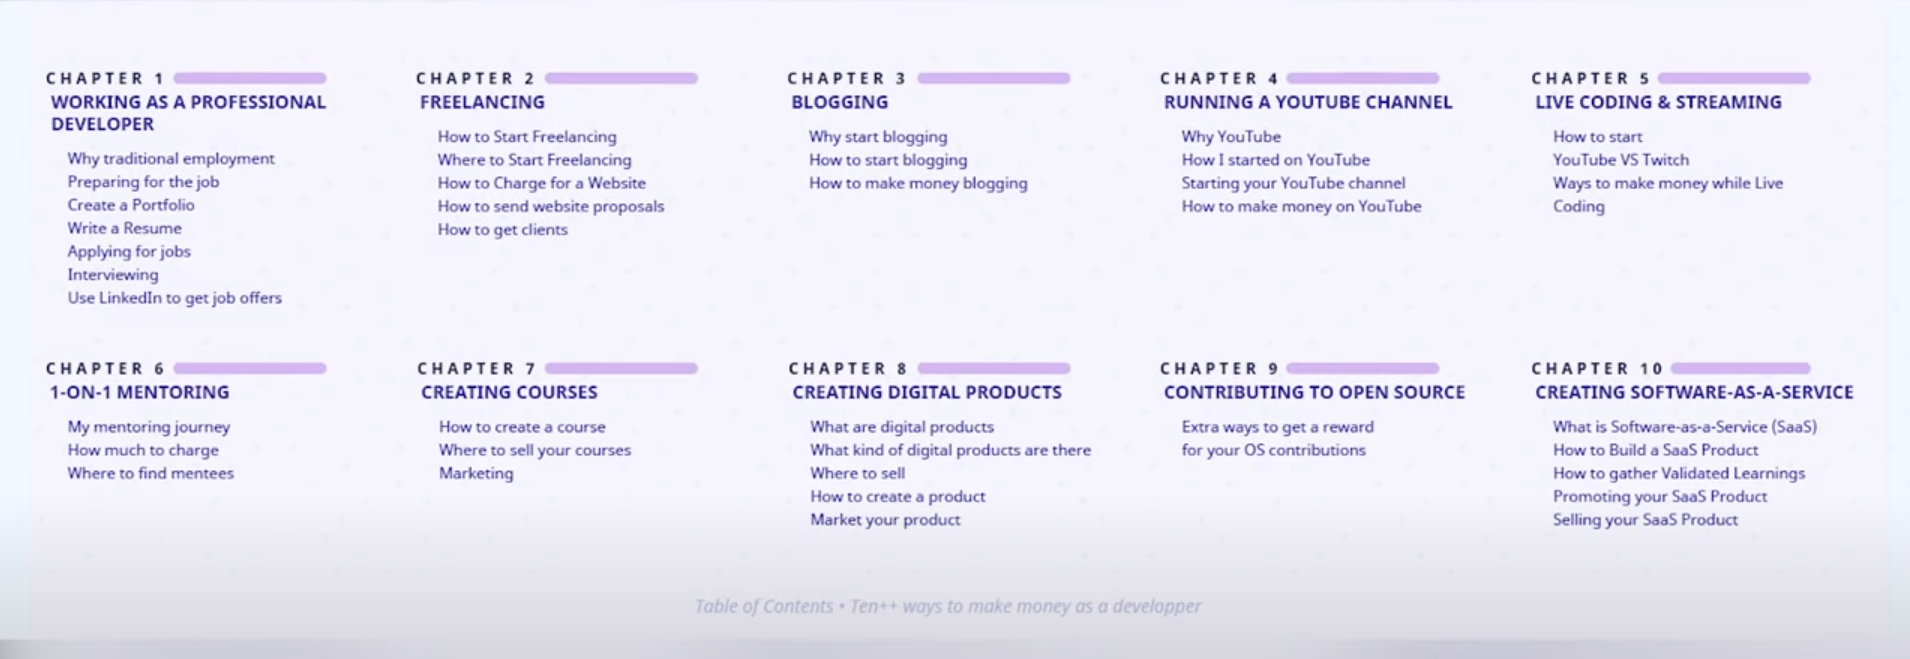 CHAPTER 1
WORKING AS A PROFESSIONAL
DEVELOPER
Why traditional employment
Preparing for the job
Create a Portfolio
Write a Resume
Applying for jobs
Interviewing
Use LinkedIn to get job offers
CHAPTER 2
FREELANCING
How to Start Freelancing
Where to Start Freelancing
How to Charge for a Website
How to send website proposals
How to get clients
CHAPTER 3
BLOGGING
Why start blogging
How to start blogging
How to make money blogging
CHAPTER 4
RUNNING A YOUTUBE CHANNEL
Why YouTube
How I started on YouTube
Starting your YouTube channel
How to make money on YouTube
CHAPTER 5
LIVE CODING & STREAMING
How to start
YouTube VS Twitch
Ways to make money while Live
Coding
CHAPTER 6
1-ON-1 MENTORING
My mentoring journey
How much to charge
Where to find mentees
CHAPTER 7
CREATING COURSES
How to create a course
Where to sell your courses
Marketing
CHAPTER 8
CREATING DIGITAL PRODUCTS
What are digital products
What kind of digital products are there
Where to sell
How to create a product
Market your product
CHAPTER 9
CONTRIBUTING TO OPEN SOURCE
Extra ways to get a reward
for your OS contributions
CHAPTER 10
CREATING SOFTWARE-AS-A-SERVICE
What is Software-as-a-Service (SaaS)
How to Build a SaaS Product
How to gather Validated Learnings
Promoting your SaaS Product
Selling your SaaS Product
Table of Contents • Ten++ ways to make money as a developper